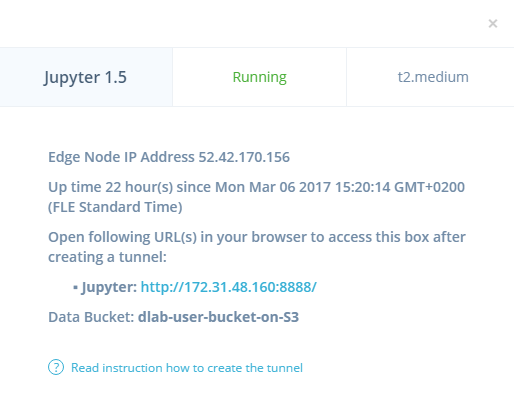 ×
Jupyter 1.5
Running
t2.medium
Edge Node IP Address 52.42.170.156
Up time 22 hour(s) since Mon Mar 06 2017 15:20:14 GMT+0200
(FLE Standard Time)
Open following URL(s) in your browser to access this box after
creating a tunnel:
▪ Jupyter: http://172.31.48.160:8888/
Data Bucket: dlab-user-bucket-on-S3
? Read instruction how to create the tunnel